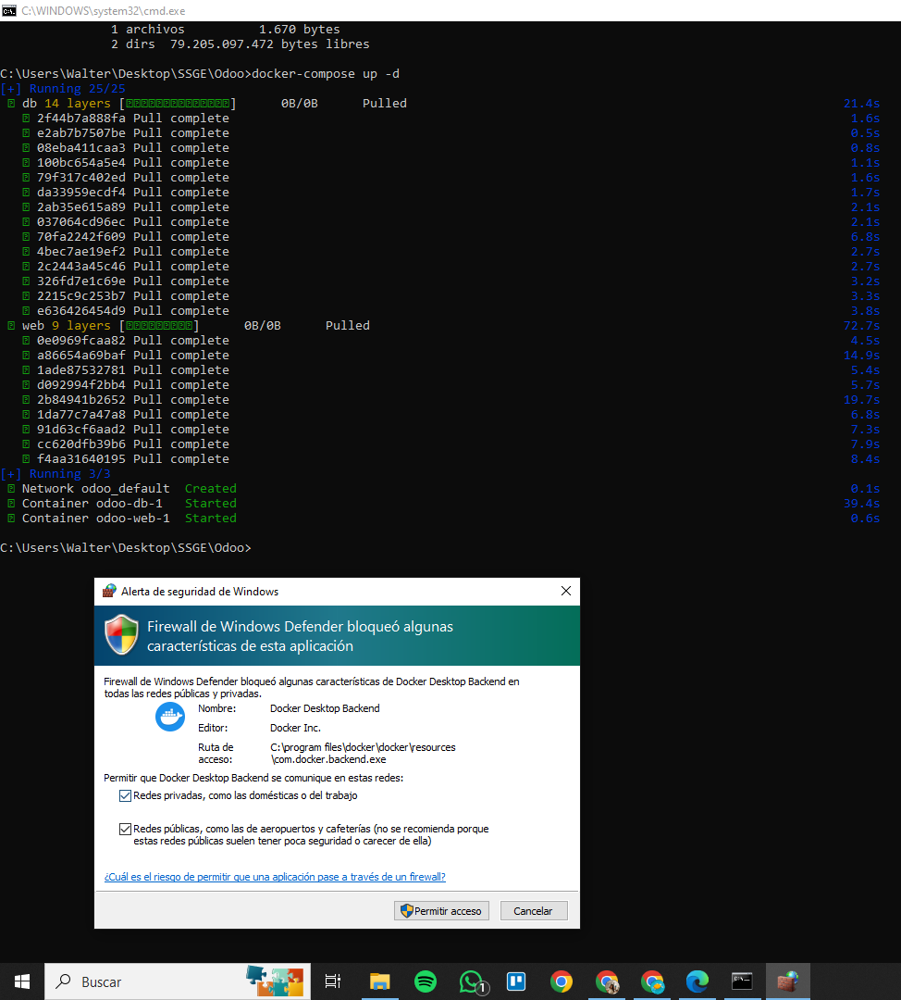 C:\WINDOWS\system32\cmd.exe
1 archivos 1.670 bytes
2 dirs 79.205.097.472 bytes libres
C:\Users\Walter\Desktop\SSGE\Odoo>docker-compose up -d
[+] Running 25/25
db 14 layers [] 0B/0B Pulled 21.4s
2f44b7a888fa Pull complete 1.6s
e2ab7b7507be Pull complete 0.5s
08eba411caa3 Pull complete 0.8s
100bc654a5e4 Pull complete 1.1s
79f317c402ed Pull complete 1.6s
da33959ecdf4 Pull complete 1.7s
2ab35e615a89 Pull complete 2.1s
037064cd96ec Pull complete 2.1s
70fa2242f609 Pull complete 6.8s
4bec7ae19ef2 Pull complete 2.7s
2c2443a45c46 Pull complete 2.7s
326fd7e1c69e Pull complete 3.2s
2215c9c253b7 Pull complete 3.3s
e636426454d9 Pull complete 3.8s
web 9 layers [] 0B/0B Pulled 72.7s
0e0969fcaa82 Pull complete 4.5s
a86654a69baf Pull complete 14.9s
1ade87532781 Pull complete 5.4s
d092994f2bb4 Pull complete 5.7s
2b84941b2652 Pull complete 19.7s
1da77c7a47a8 Pull complete 6.8s
91d63cf6aad2 Pull complete 7.3s
cc620dfb39b6 Pull complete 7.9s
f4aa31640195 Pull complete 8.4s
[+] Running 3/3
Network odoo_default Created 0.1s
Container odoo-db-1 Started 39.4s
Container odoo-web-1 Started 0.6s
C:\Users\Walter\Desktop\SSGE\Odoo>
Alerta de seguridad de Windows
Firewall de Windows Defender bloqueó algunas
características de esta aplicación
Firewall de Windows Defender bloqueó algunas características de Docker Desktop Backend en
todas las redes públicas y privadas.
Nombre: Docker Desktop Backend
Editor: Docker Inc.
Ruta de C:\program files\docker\docker\resources
acceso: \com.docker.backend.exe
Permitir que Docker Desktop Backend se comunique en estas redes:
Redes privadas, como las domésticas o del trabajo
Redes públicas, como las de aeropuertos y cafeterías (no se recomienda porque
estas redes públicas suelen tener poca seguridad o carecer de ella)
¿Cuál es el riesgo de permitir que una aplicación pase a través de un firewall?
Permitir acceso Cancelar
Buscar 1